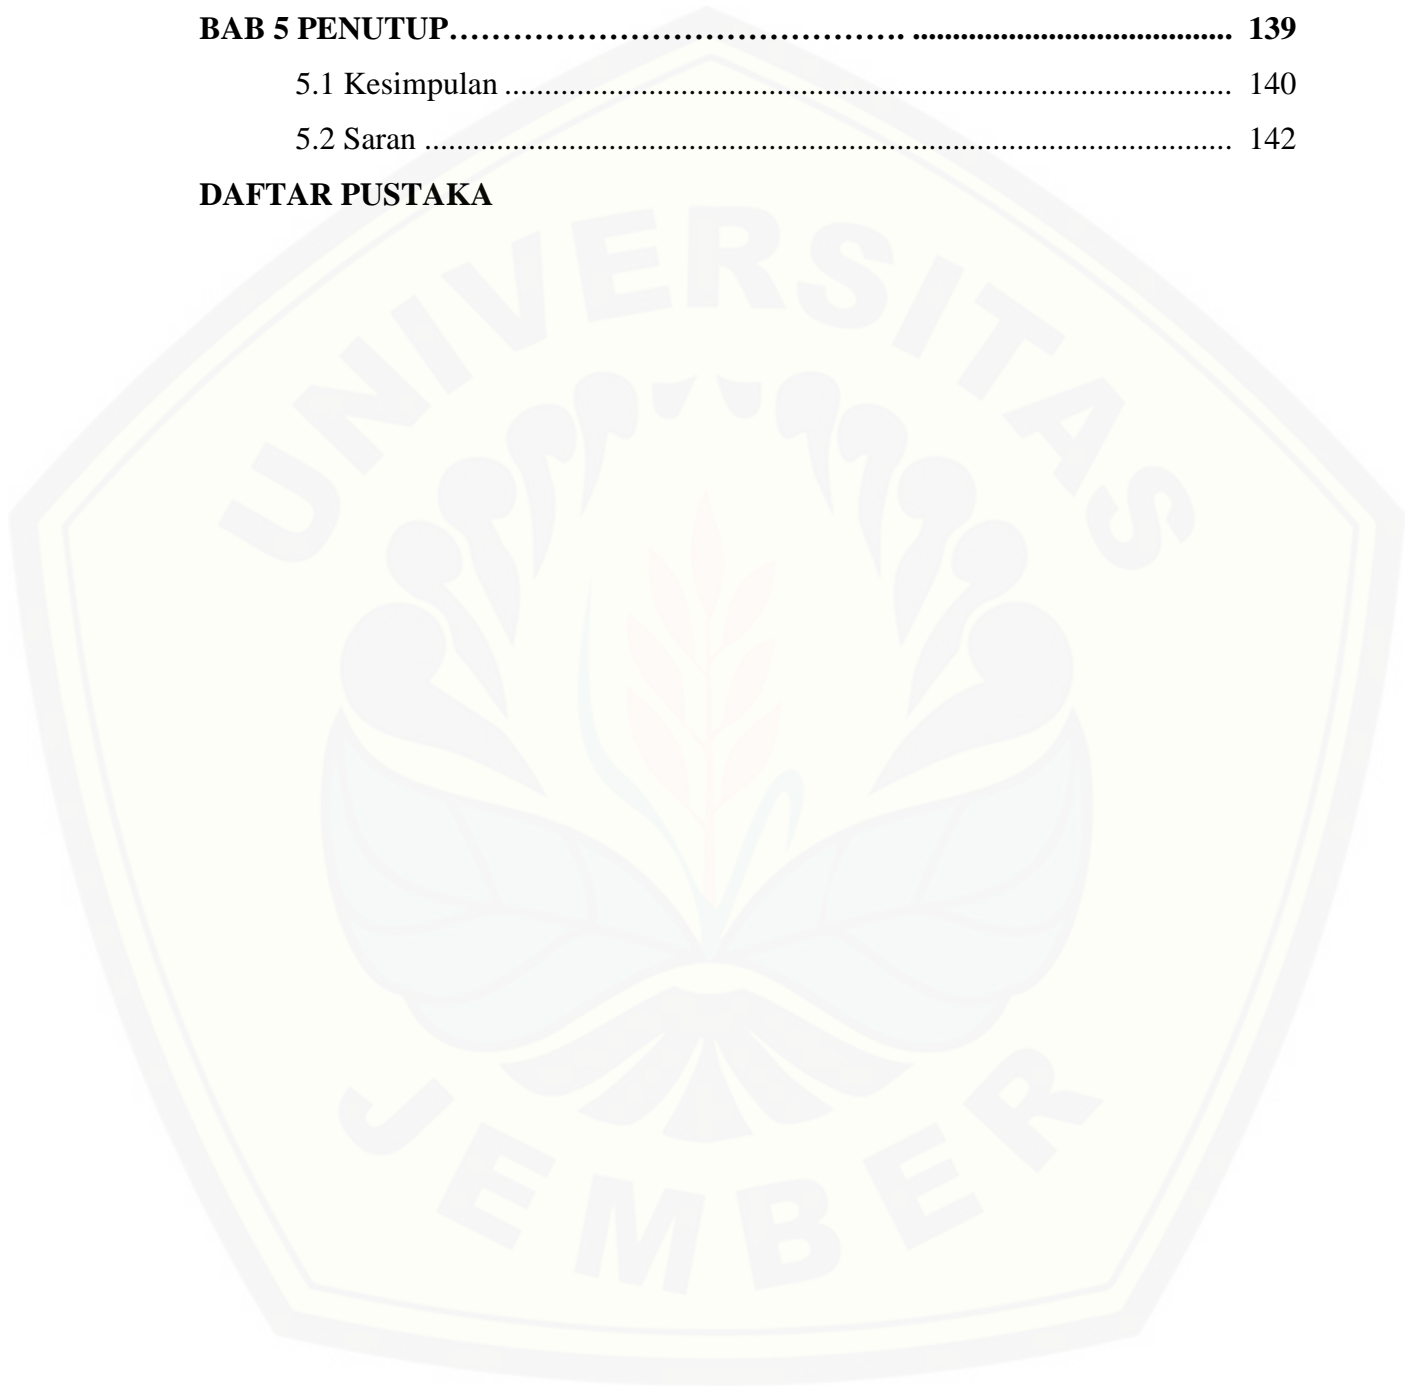 BAB 5 PENUTUP……………………………………. ........................................ 139
5.1 Kesimpulan ........................................................................................... 140
5.2 Saran ..................................................................................................... 142
DAFTAR PUSTAKA
UNIVERSITAS
JEMBER